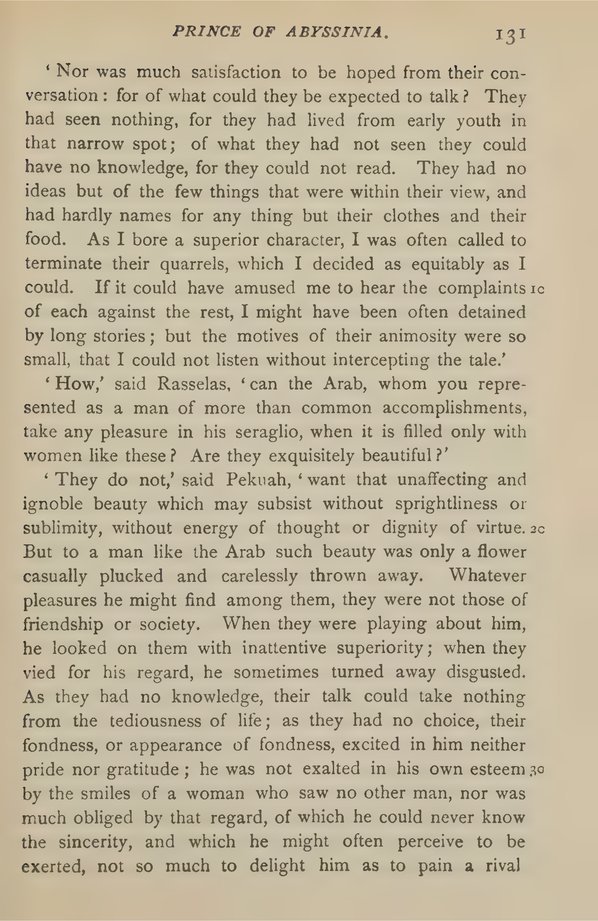 PRINCE OF ABYSSINIA. 131
‘ Nor was much satisfaction to be hoped from their con-
versation : for of what could they be expected to talk ? They
had seen nothing, for they had lived from early youth in
that narrow spot ; of what they had not seen they could
have no knowledge, for they could not read. They had no
ideas but of the few things that were within their view, and
had hardly names for any thing but their clothes and their
food. As I bore a superior character, I was often called to
terminate their quarrels, which I decided as equitably as I
could. If it could have amused me to hear the complaints 10
of each against the rest, I might have been often detained
by long stories ; but the motives of their animosity were so
small, that I could not listen without intercepting the tale.’
‘ How,’ said Rasselas, ‘ can the Arab, whom you repre-
sented as a man of more than common accomplishments,
take any pleasure in his seraglio, when it is filled only with
women like these ? Are they exquisitely beautiful ?’
‘ They do not,’ said Pekuah, ‘ want that unaffecting and
ignoble beauty which may subsist without sprightliness or
sublimity, without energy of thought or dignity of virtue. 20
But to a man like the Arab such beauty was only a flower
casually plucked and carelessly thrown away. Whatever
pleasures he might find among them, they were not those of
friendship or society. When they were playing about him,
he looked on them with inattentive superiority ; when they
vied for his regard, he sometimes turned away disgusted.
As they had no knowledge, their talk could take nothing
from the tediousness of life ; as they had no choice, their
fondness, or appearance of fondness, excited in him neither
pride nor gratitude ; he was not exalted in his own esteem 30
by the smiles of a woman who saw no other man, nor was
much obliged by that regard, of which he could never know
the sincerity, and which he might often perceive to be
exerted, not so much to delight him as to pain a rival